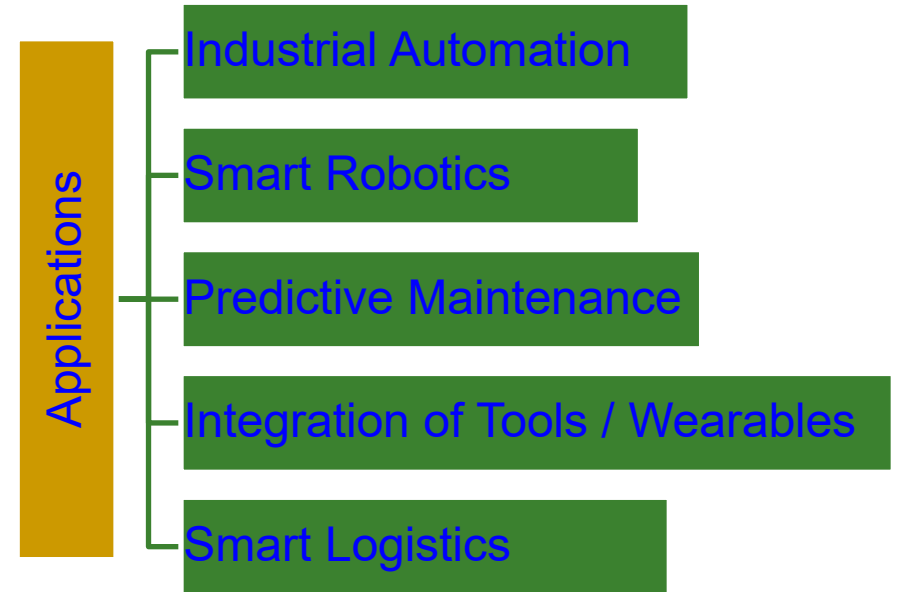 Applications
Industrial Automation
Smart Robotics
Predictive Maintenance
Integration of Tools / Wearables
Smart Logistics